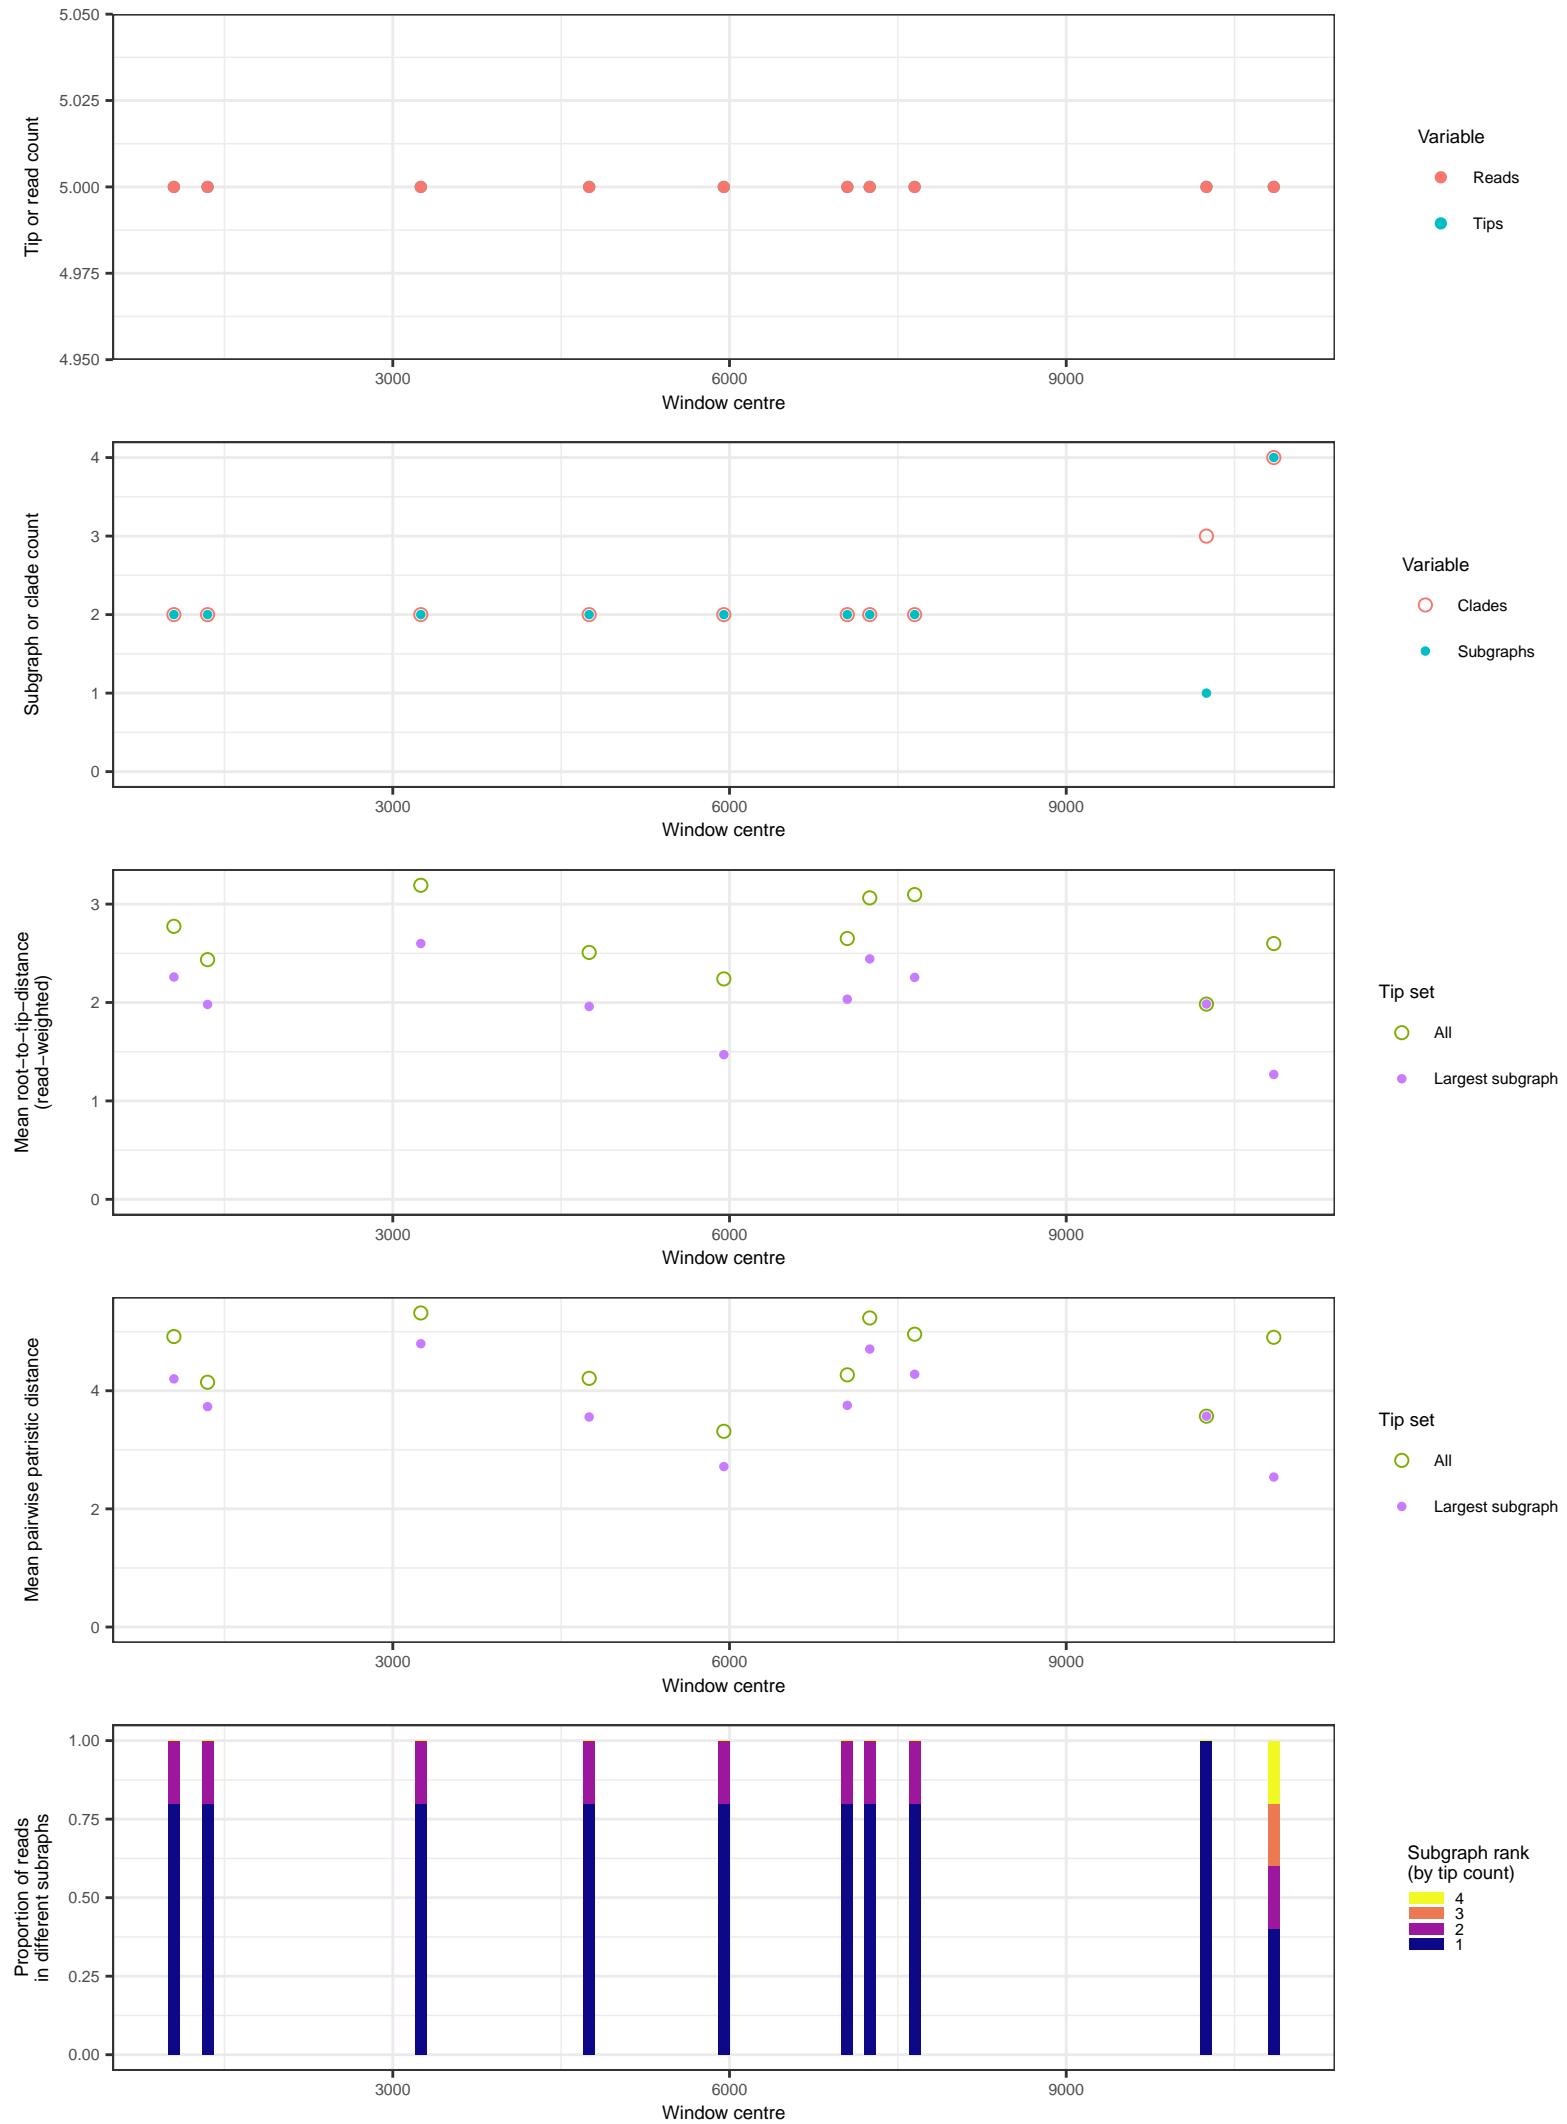 5.050
5.025
5.000
4.975
4.950
Tip or read count
3000 6000 9000
Window centre
Variable
Reads
Tips
4
3
2
1
0
Subgraph or clade count
3000 6000 9000
Window centre
Variable
Clades
Subgraphs
3
2
1
0
Mean root−to−tip−distance
(read−weighted)
3000 6000 9000
Window centre
Tip set
All
Largest subgraph
4
2
0
Mean pairwise patristic distance
3000 6000 9000
Window centre
Tip set
All
Largest subgraph
1.00
0.75
0.50
0.25
0.00
Proportion of reads
in different subraphs
3000 6000 9000
Window centre
Subgraph rank
(by tip count)
4
3
2
1